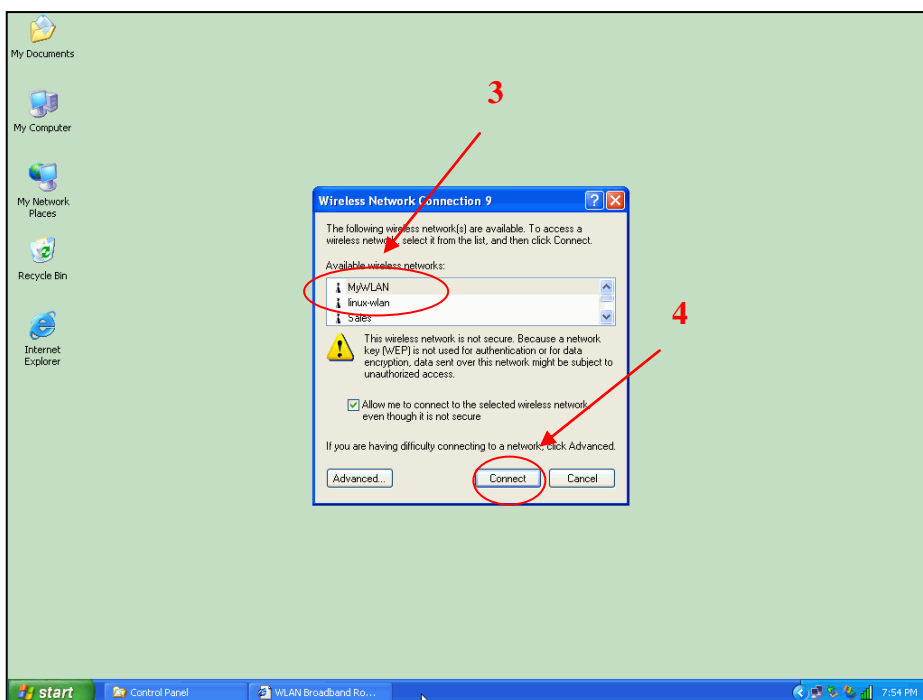 My Documents
3
My Computer
My Network
Places
Wireless Network Connection 9
The following wireless network(s) are available. To access a
wireless network, select it from the list, and then click Connect.
Available wireless networks:
Recycle Bin
MyWLAN
linux-wlan
Sales
4
Internet
Explorer
This wireless network is not secure. Because a network
key (WEP) is not used for authentication or for data
encryption, data sent over this network might be subject to
unauthorized access.
Allow me to connect to the selected wireless network,
even though it is not secure
If you are having difficulty connecting to a network, click Advanced.
Advanced... Connect Cancel
start Control Panel WLAN Broadband Ro... 7:54 PM